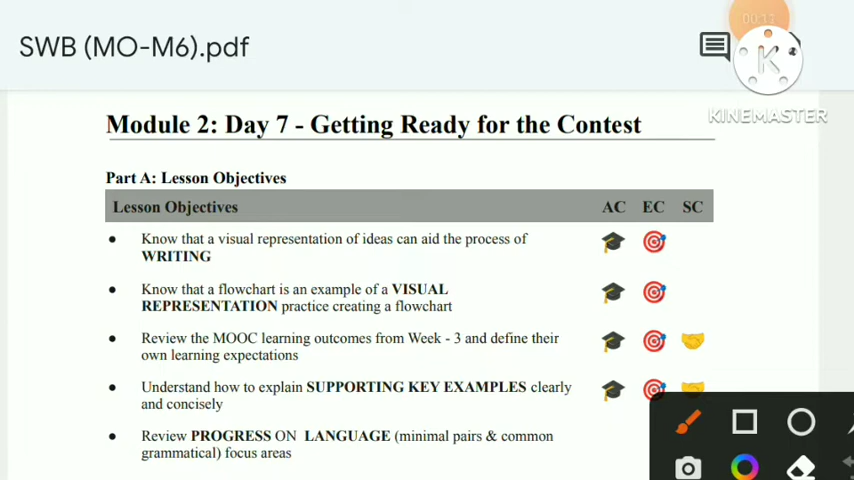 00:11
SWB (MO-M6).pdf
K
KINEMASTER
Module 2: Day 7 - Getting Ready for the Contest
Part A: Lesson Objectives
Lesson Objectives AC EC SC
● Know that a visual representation of ideas can aid the process of
WRITING
● Know that a flowchart is an example of a VISUAL
REPRESENTATION practice creating a flowchart
● Review the MOOC learning outcomes from Week - 3 and define their
own learning expectations
● Understand how to explain SUPPORTING KEY EXAMPLES clearly
and concisely
● Review PROGRESS ON LANGUAGE (minimal pairs & common
grammatical) focus areas